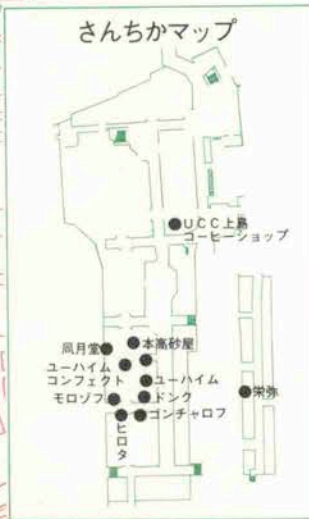 さんちかマップ
UCC上島
コーヒーショップ
風月堂
本高砂屋
ユーハイム
コンフェクト
ユーハイム
モロゾフ
ドンク
ゴンチャロフ
ヒロタ
栄弥